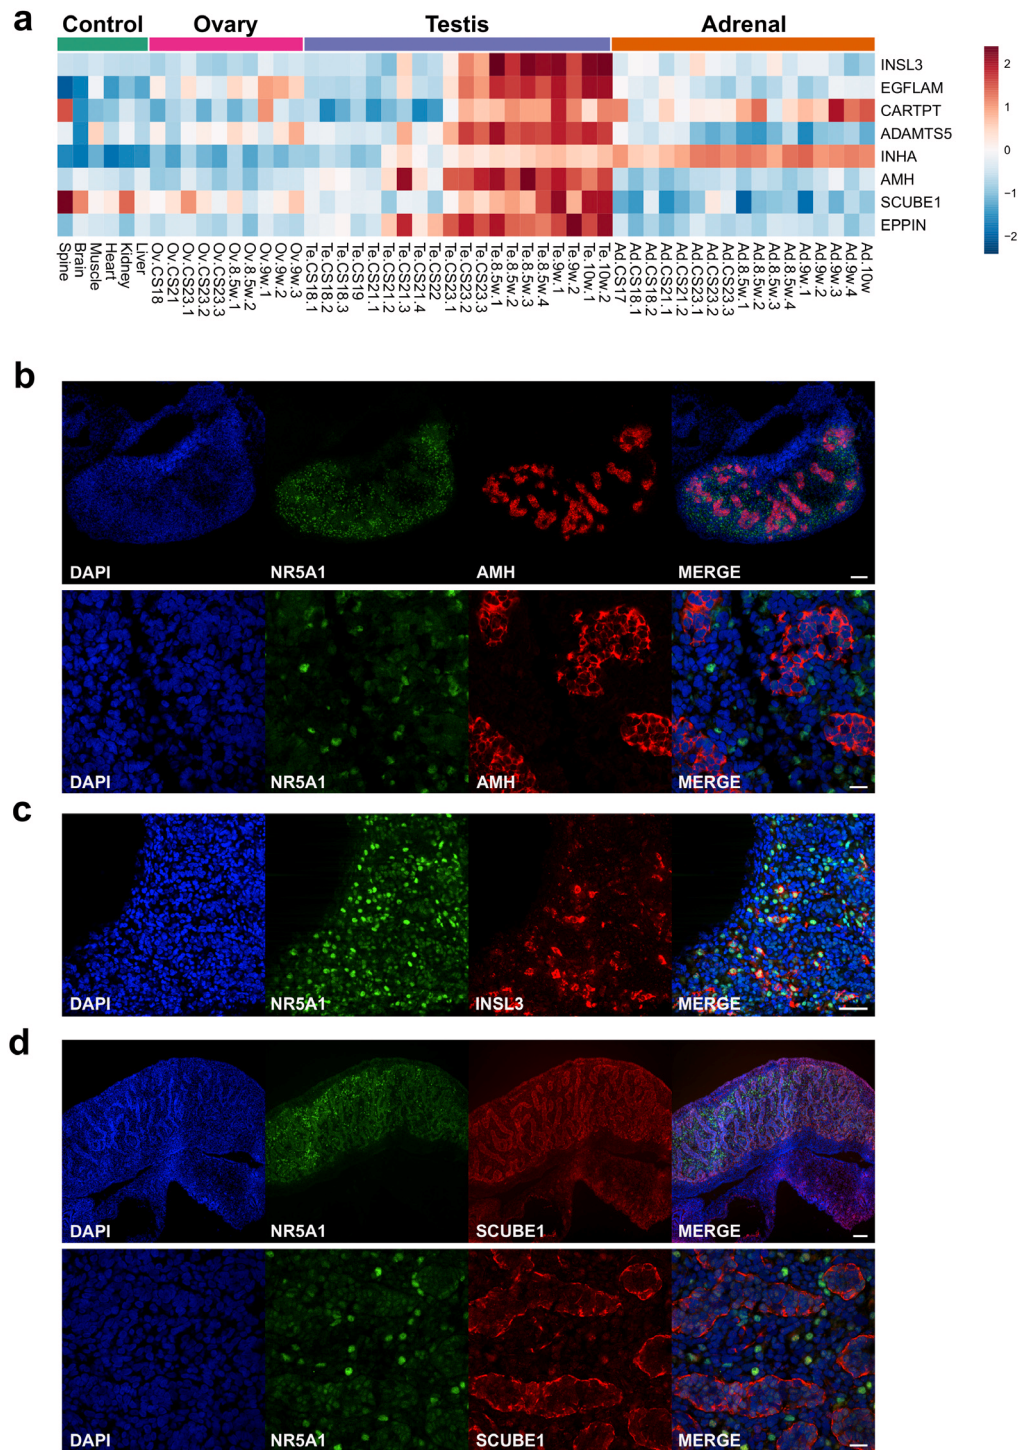 a
Control Ovary Testis Adrenal
INSL3
EGFLAM
CARTPT
ADAMTS5
INHA
AMH
SCUBE1
EPPIN
2
1
0
−1
−2
Spine
Brain
Muscle
Heart
Kidney
Liver
Ov.CS18
Ov.CS21
Ov.CS23.1
Ov.CS23.2
Ov.8.5w.1
Ov.8.5w.2
Ov.9w.1
Ov.9w.2
Ov.9w.3
Te.CS18.1
Te.CS18.2
Te.CS18.3
Te.CS19
Te.CS21.1
Te.CS21.2
Te.CS21.3
Te.CS21.4
Te.CS22
Te.CS23.1
Te.CS23.2
Te.CS23.3
Te.8.5w.1
Te.8.5w.2
Te.8.5w.3
Te.8.5w.4
Te.9w.1
Te.9w.2
Te.10w.1
Te.10w.2
Ad.CS17
Ad.CS18.1
Ad.CS18.2
Ad.CS21.1
Ad.CS21.2
Ad.CS23.1
Ad.CS23.2
Ad.CS23.3
Ad.8.5w.1
Ad.8.5w.2
Ad.8.5w.3
Ad.8.5w.4
Ad.9w.1
Ad.9w.2
Ad.9w.3
Ad.9w.4
Ad.10w
b
DAPI NR5A1 AMH MERGE
DAPI NR5A1 AMH MERGE
c
DAPI NR5A1 INSL3 MERGE
d
DAPI NR5A1 SCUBE1 MERGE
DAPI NR5A1 SCUBE1 MERGE